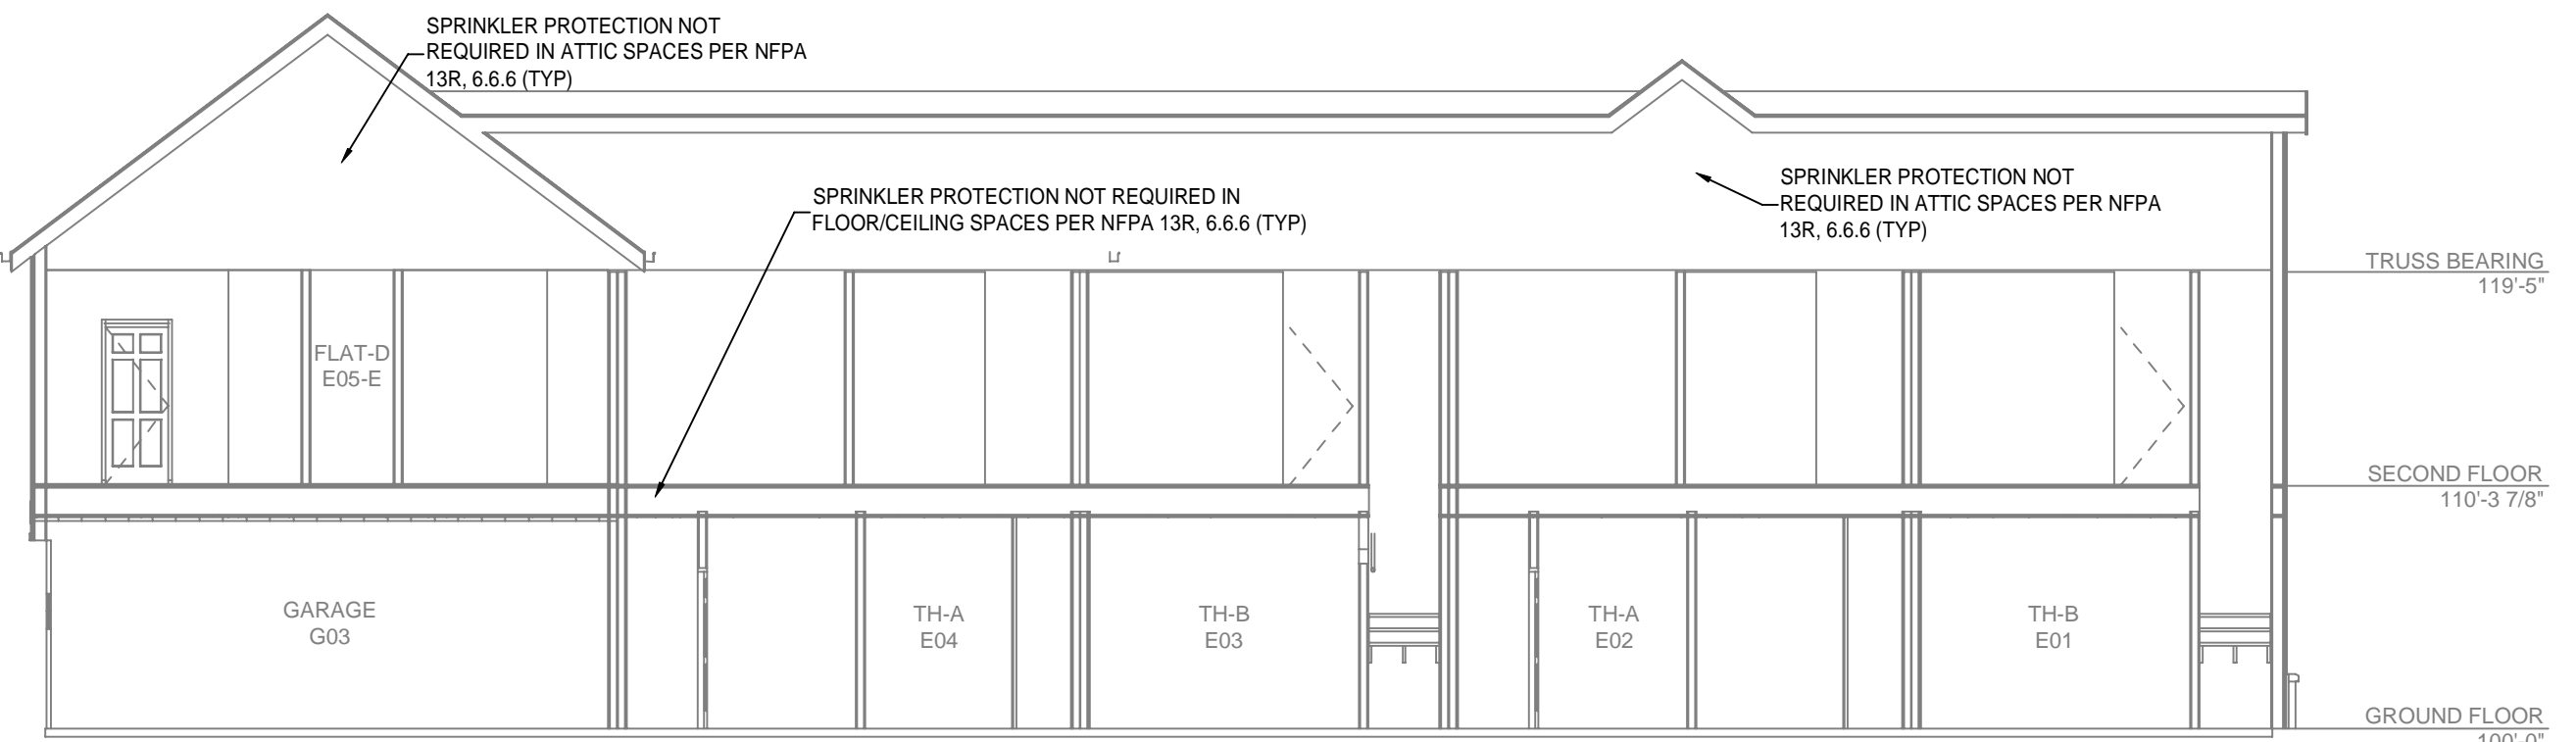 SPRINKLER PROTECTION NOT
REQUIRED IN ATTIC SPACES PER NFPA
13R, 6.6.6 (TYP)
SPRINKLER PROTECTION NOT REQUIRED IN
FLOOR/CEILING SPACES PER NFPA 13R, 6.6.6 (TYP)
SPRINKLER PROTECTION NOT
REQUIRED IN ATTIC SPACES PER NFPA
13R, 6.6.6 (TYP)
TRUSS BEARING
119'-5"
FLAT-D
E05-E
SECOND FLOOR
110'-3 7/8"
GARAGE
G03
TH-A
E04
TH-B
E03
TH-A
E02
TH-B
E01
GROUND FLOOR
100'-0"